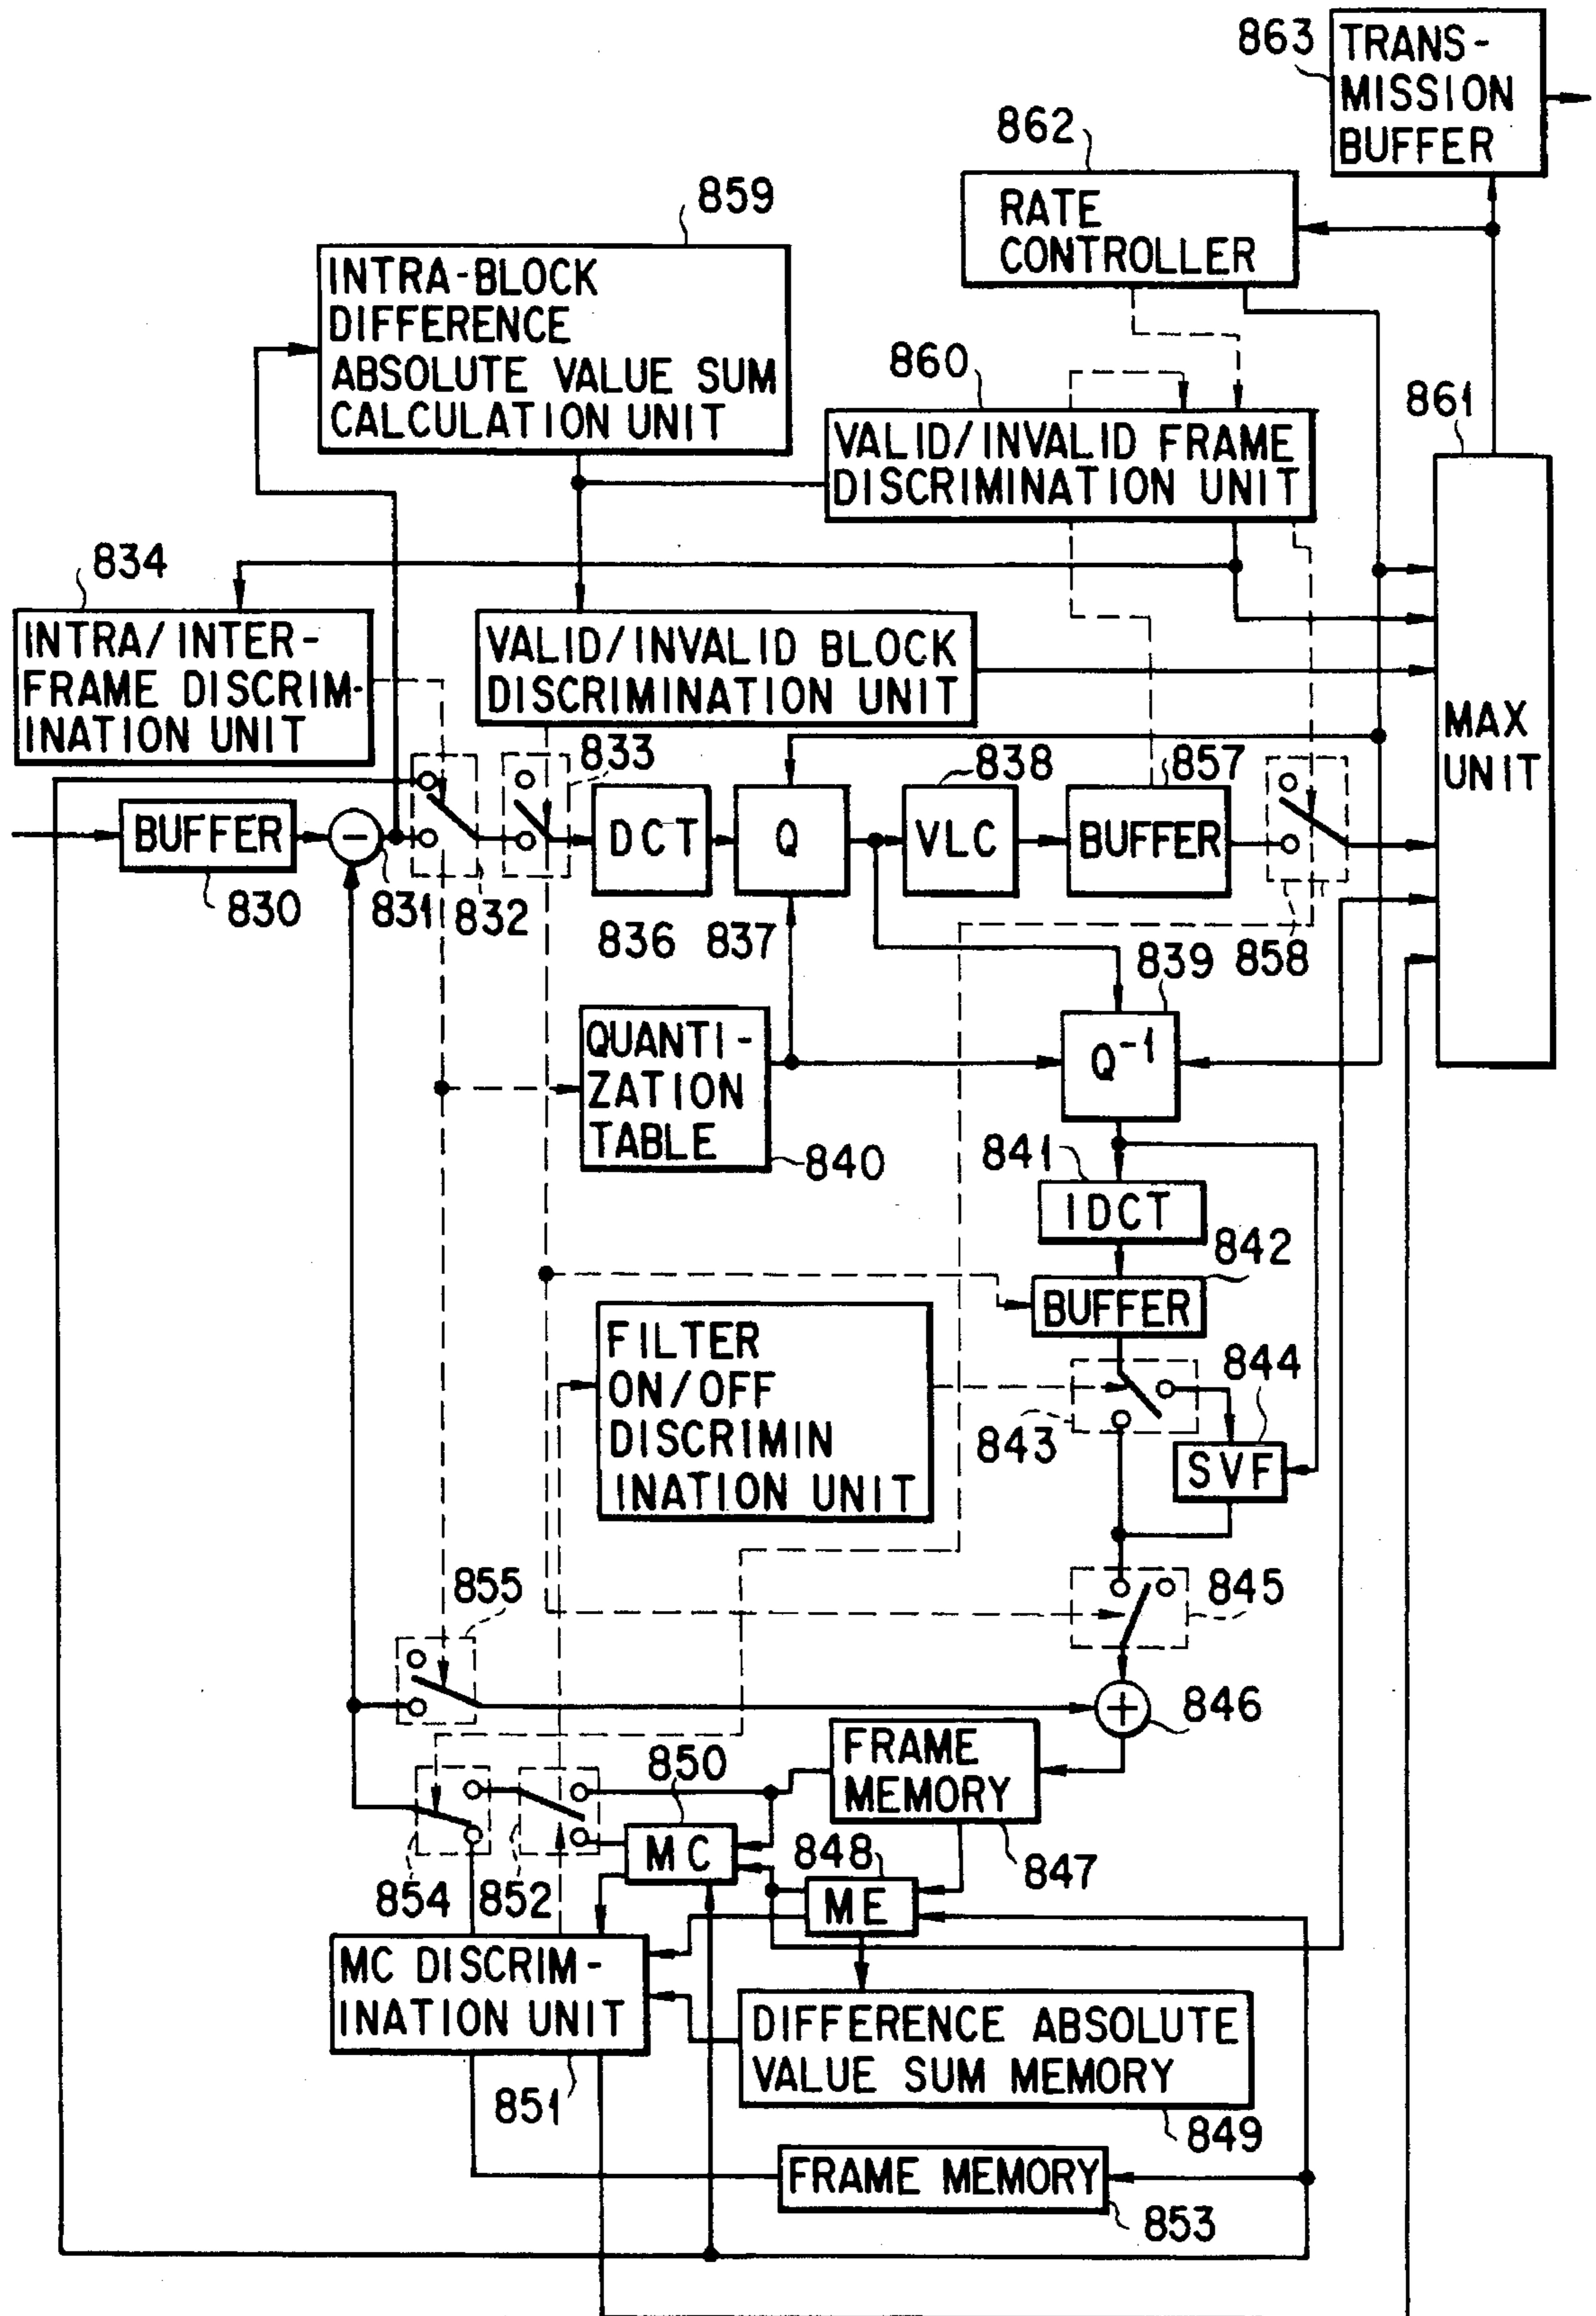 863
TRANS-
MISSION
BUFFER
862
RATE
CONTROLLER
859
INTRA-BLOCK
DIFFERENCE
ABSOLUTE VALUE SUM
CALCULATION UNIT
860
VALID/INVALID FRAME
DISCRIMINATION UNIT
861
MAX
UNIT
834
INTRA/INTER-
FRAME DISCRIM-
INATION UNIT
VALID/INVALID BLOCK
DISCRIMINATION UNIT
833
838
857
BUFFER
DCT
Q
VLC
BUFFER
830
831
832
836
837
839
858
QUANTI-
ZATION
TABLE
840
Q-1
841
IDCT
842
BUFFER
FILTER
ON/OFF
DISCRIMIN
INATION UNIT
843
844
SVF
845
855
846
FRAME
MEMORY
847
850
MC
848
ME
854
852
MC DISCRIM-
INATION UNIT
851
DIFFERENCE ABSOLUTE
VALUE SUM MEMORY
849
FRAME MEMORY
853